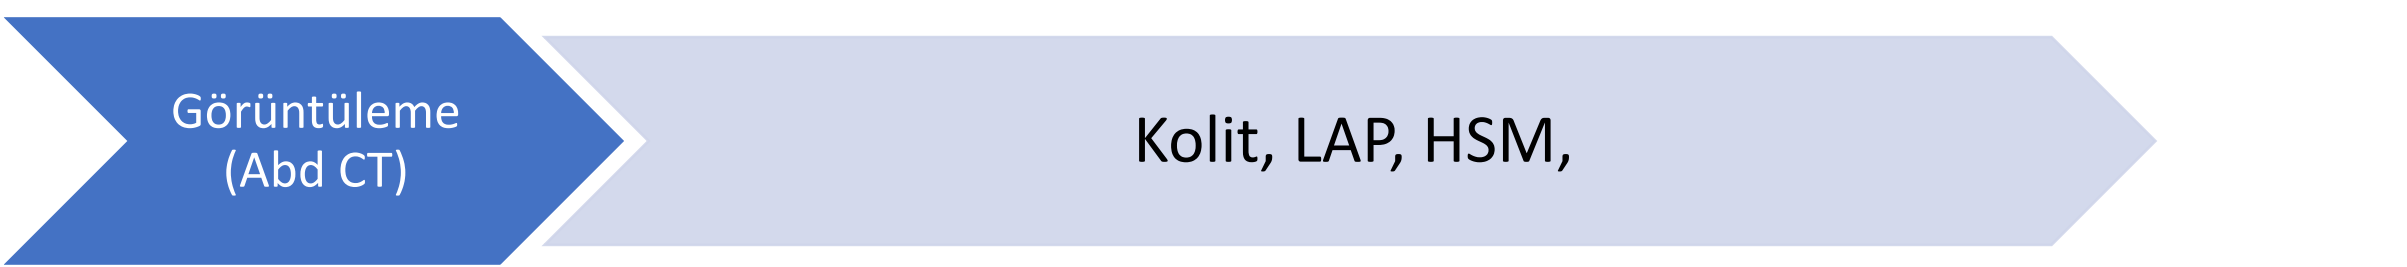 Görüntüleme
(Abd CT)
Kolit, LAP, HSM,